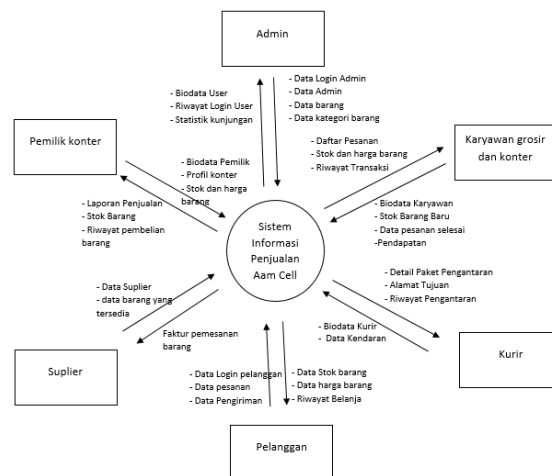 Admin
- Biodata User
- Riwayat Login User
- Statistik kunjungan
- Data Login Admin
- Data Admin
- Data barang
- Data kategori barang
Pemilik konter
- Biodata Pemilik
- Profil konter
- Stok dan harga
barang
- Laporan Penjualan
- Stok Barang
- Riwayat pembelian
barang
- Daftar Pesanan
- Stok dan harga barang
- Riwayat Transaksi
Karyawan grosir
dan konter
- Biodata Karyawan
- Stok Barang Baru
- Data pesanan selesai
-Pendapatan
Sistem
Informasi
Penjualan
Aam Cell
- Data Suplier
- data barang yang
tersedia
Faktur pemesanan
barang
Suplier
- Detail Paket Pengantaran
- Alamat Tujuan
- Riwayat Pengantaran
- Biodata Kurir
- Data Kendaran
Kurir
- Data Login pelanggan
- Data pesanan
- Data Pengiriman
- Data Stok barang
- Data harga barang
- Riwayat Belanja
Pelanggan